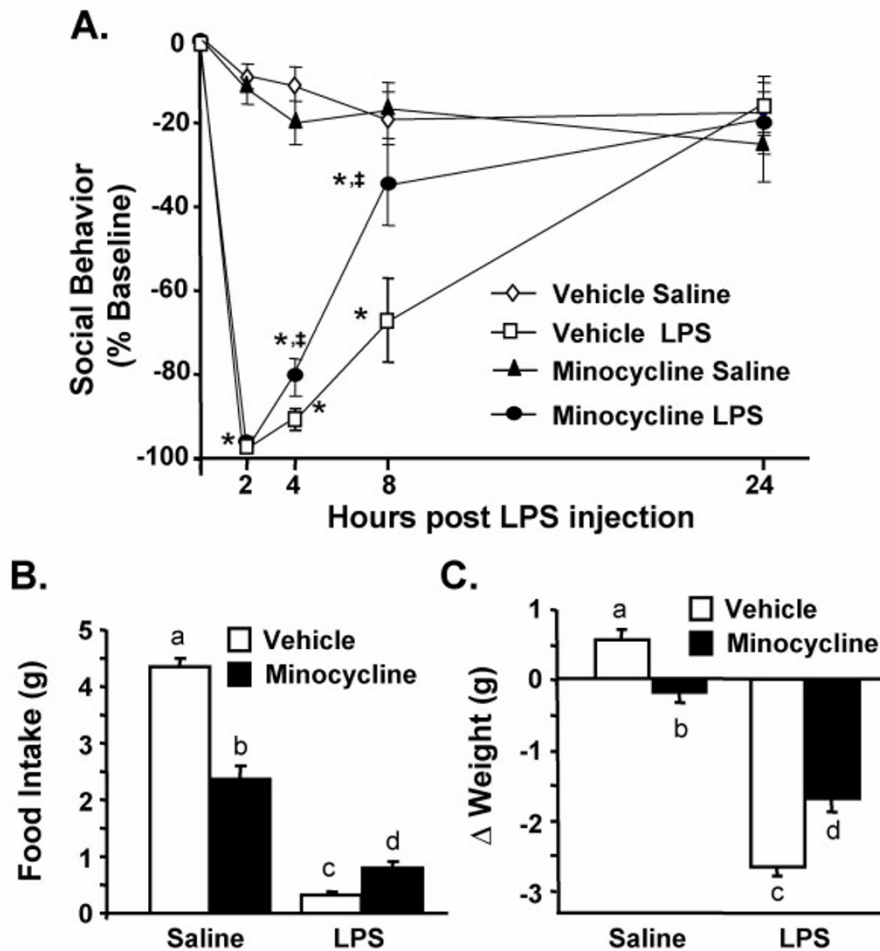 A.
0
-20
-40
-60
-80
-100
Social Behavior
(% Baseline)
*,‡
*
*,‡
*
*
Vehicle Saline
Vehicle LPS
Minocycline Saline
Minocycline LPS
2 4 8 24
Hours post LPS injection
B.
5
4
3
2
1
0
Food Intake (g)
a
b
c
d
Vehicle
Minocycline
Saline LPS
C.
1
0
-1
-2
-3
Δ Weight (g)
a
b
c
d
Vehicle
Minocycline
Saline LPS